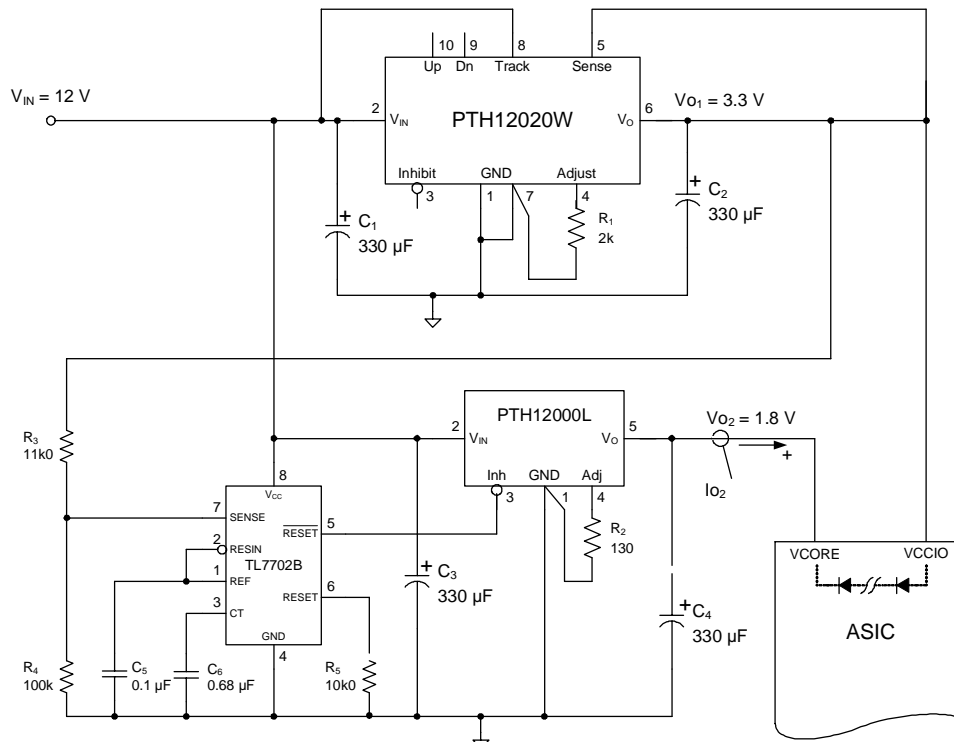 10 9 8 5
Up Dn Track Sense
V_IN = 12 V
2 V_IN
PTH12020W
V_O 6
Vo₁ = 3.3 V
Inhibit GND Adjust
3 1 7 4
+ C₁
330 µF
R₁
2k
+ C₂
330 µF
R₃
11k0
PTH12000L
2 V_IN
V_O 5
Vo₂ = 1.8 V
+
Io₂
Inh GND Adj
3 1 4
R₂
130
8
V_CC
7 SENSE
2 RESIN
TL7702B
1 REF
3 CT
R̅E̅S̅E̅T̅ 5
RESET 6
GND
4
+ C₃
330 µF
+ C₄
330 µF
R₄
100k
C₅
0.1 µF
C₆
0.68 µF
R₅
10k0
VCORE VCCIO
ASIC